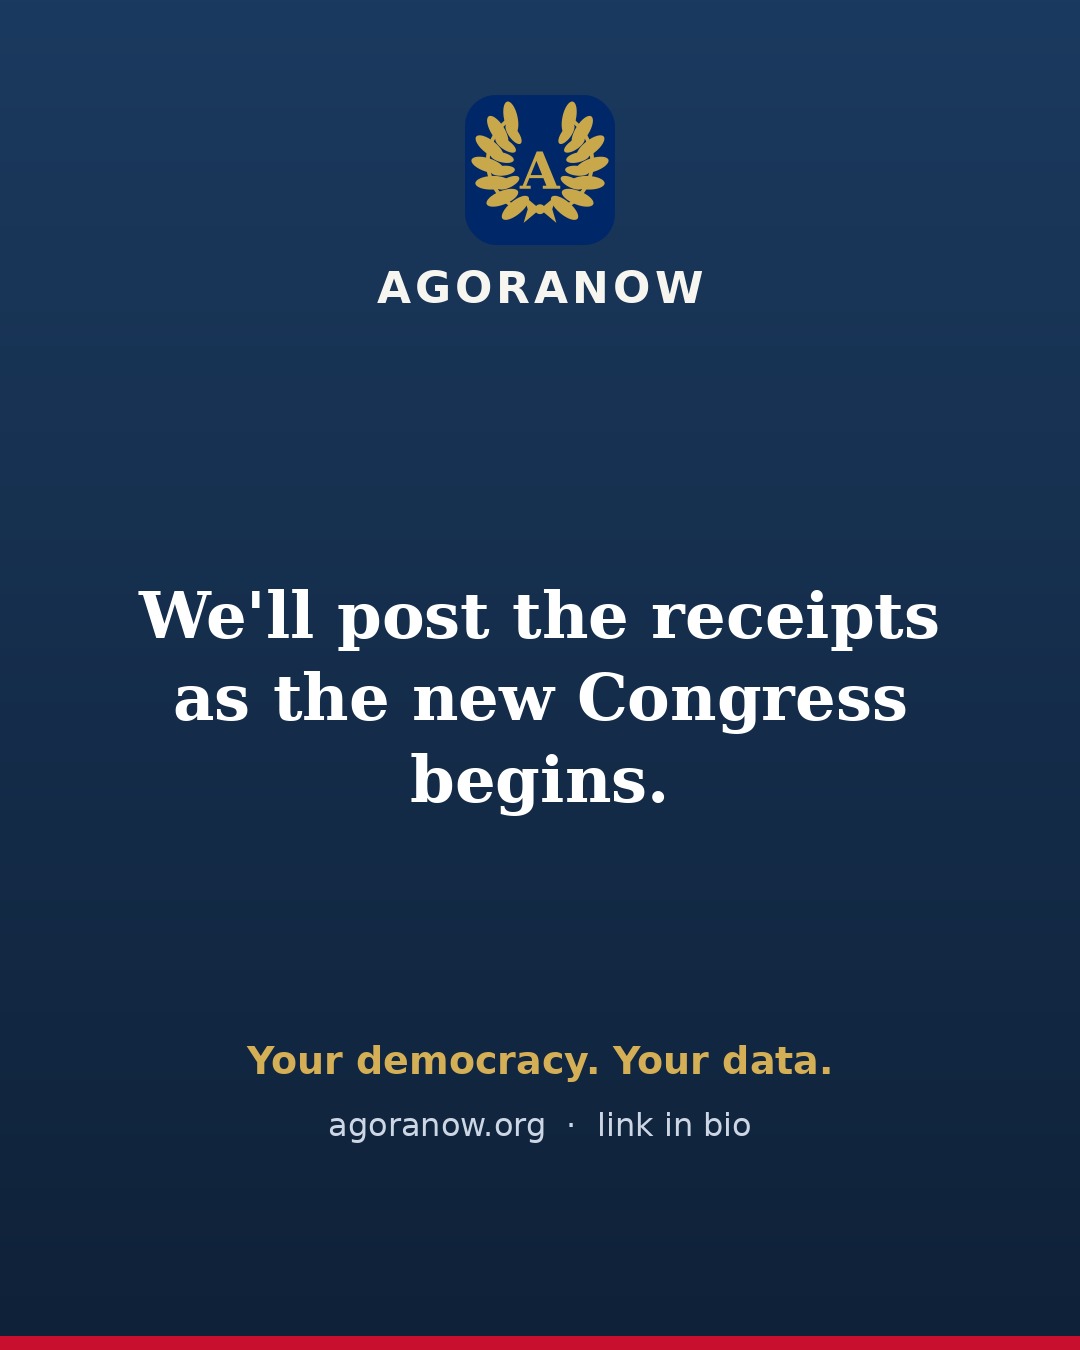 A
AGORANOW
We'll post the receipts
as the new Congress
begins.
Your democracy. Your data.
agoranow.org · link in bio